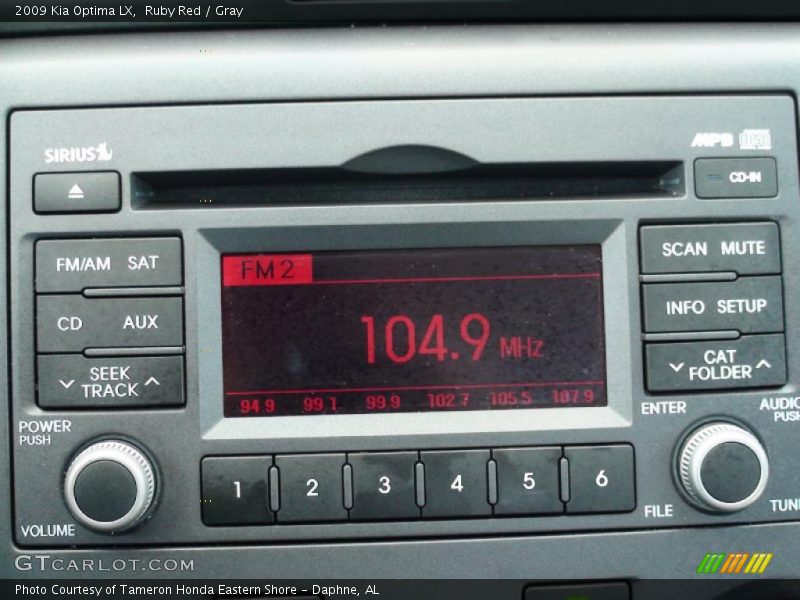 2009 Kia Optima LX,  Ruby Red / Gray
SIRIUS
MP3
CD-IN
FM/AM SAT
SCAN MUTE
FM 2
CD AUX
INFO SETUP
104.9 MHz
SEEK
TRACK
CAT
FOLDER
94.9 99.1 99.9 102.7 105.5 107.9
POWER
PUSH
ENTER
AUDIO
PUSH
1 2 3 4 5 6
VOLUME
FILE
TUNE
GTCARLOT.COM
Photo Courtesy of Tameron Honda Eastern Shore – Daphne, AL